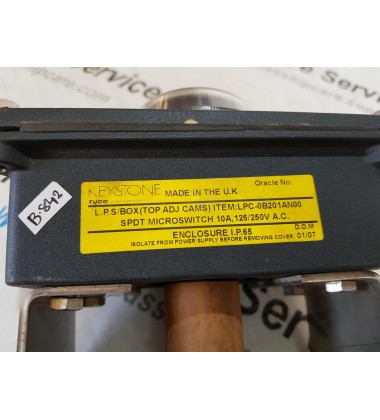 KEYSTONE
tyco
MADE IN THE U.K
Oracle No:
L.P.S/BOX(TOP ADJ CAMS) ITEM:LPC-0B201AN00
SPDT MICROSWITCH 10A,125/250V A.C.
ENCLOSURE I.P.65
D.O.M
ISOLATE FROM POWER SUPPLY BEFORE REMOVING COVER. 01/07
B-842